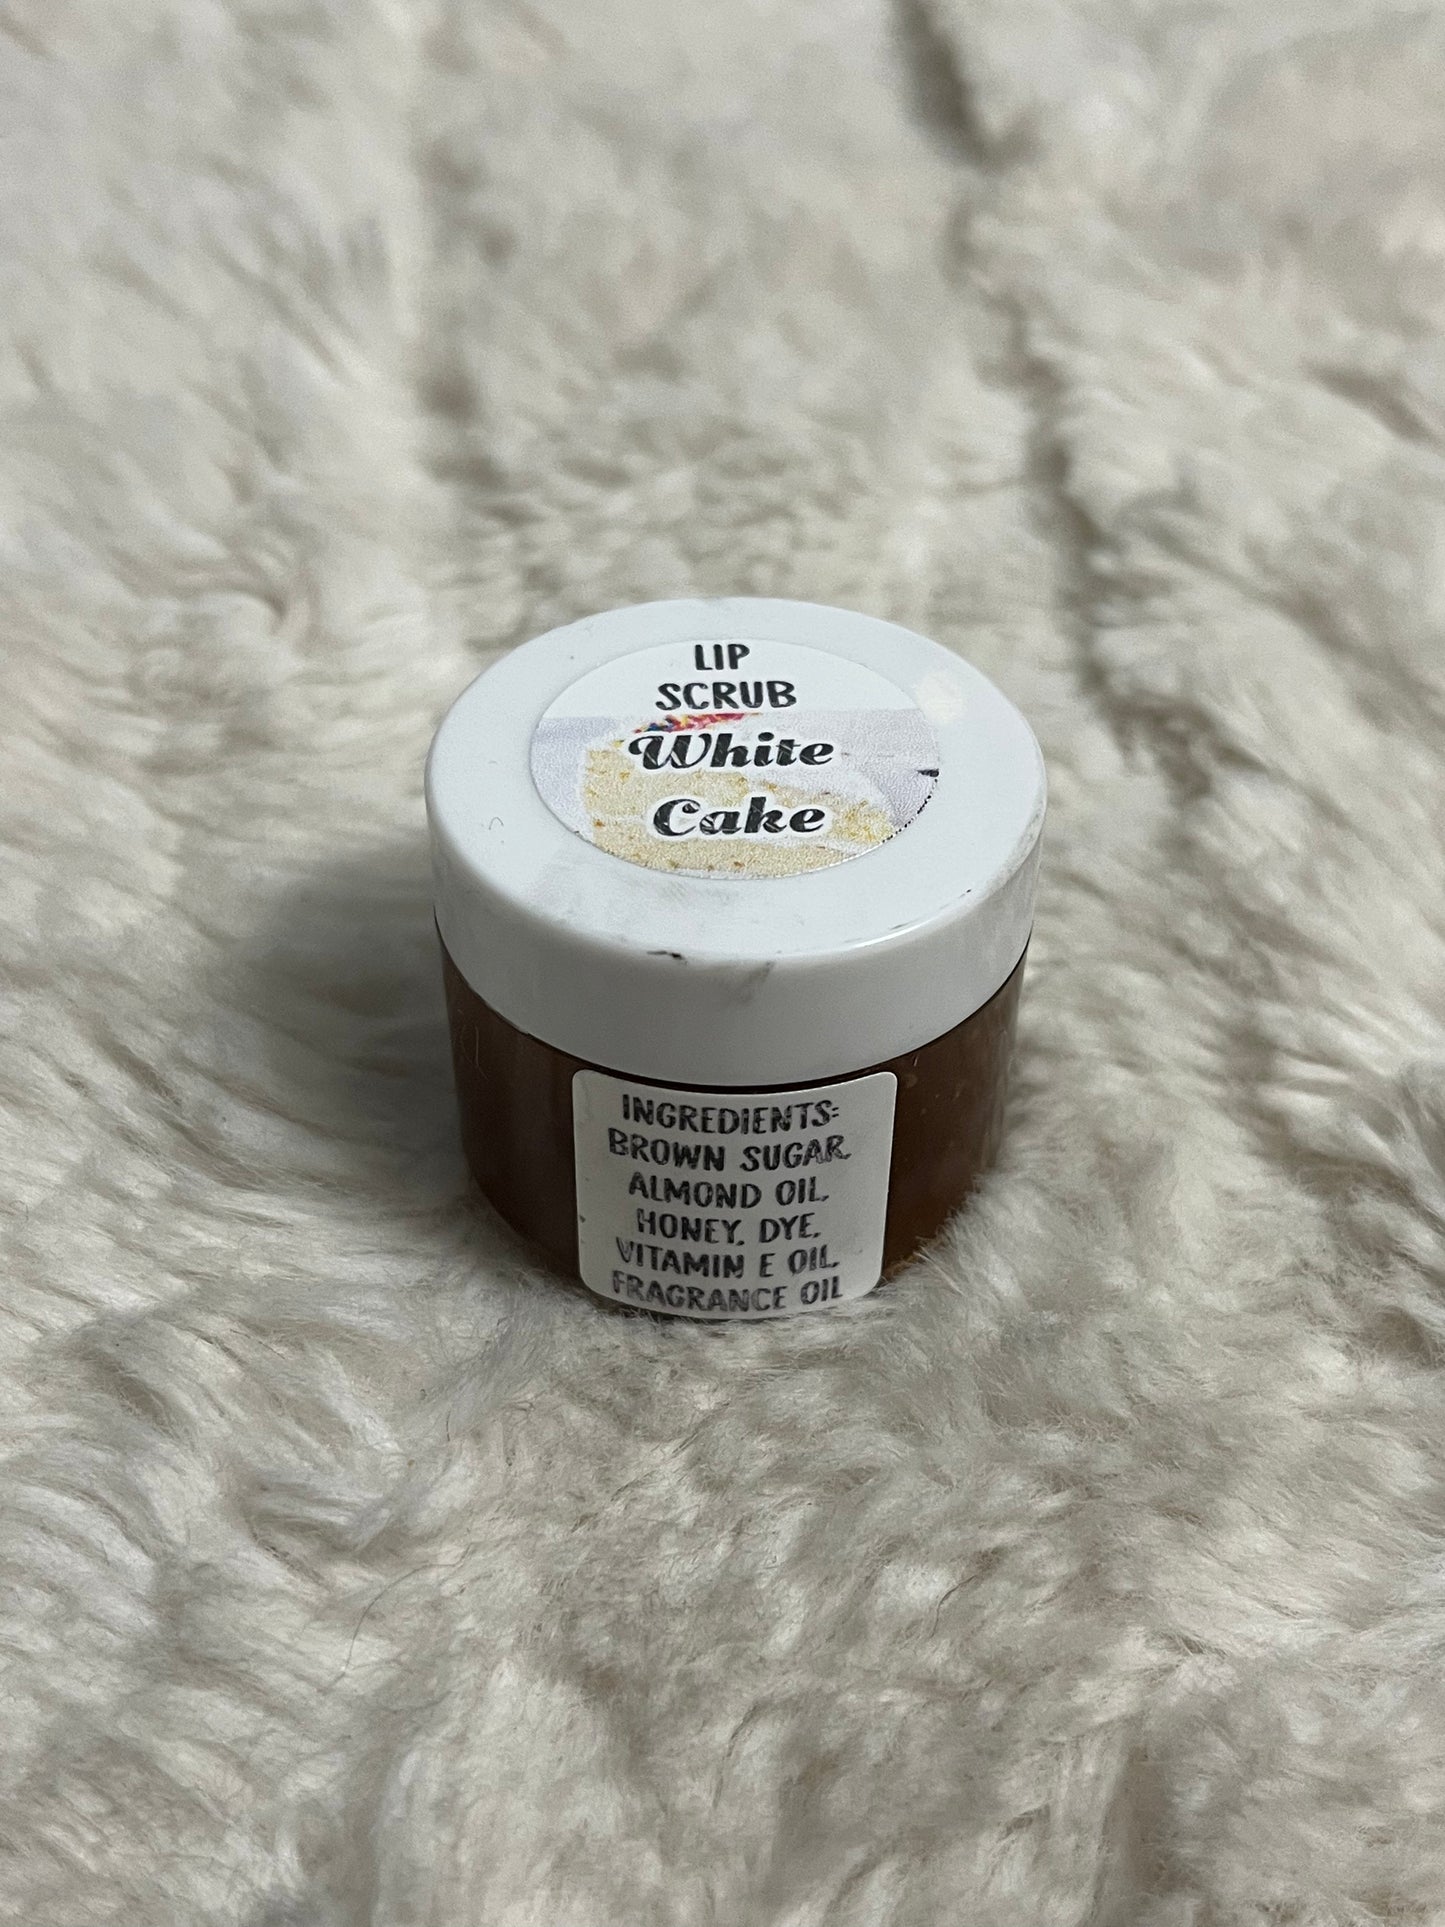 LIP
SCRUB
White
Cake
INGREDIENTS:
BROWN SUGAR,
ALMOND OIL,
HONEY, DYE,
VITAMIN E OIL,
FRAGRANCE OIL